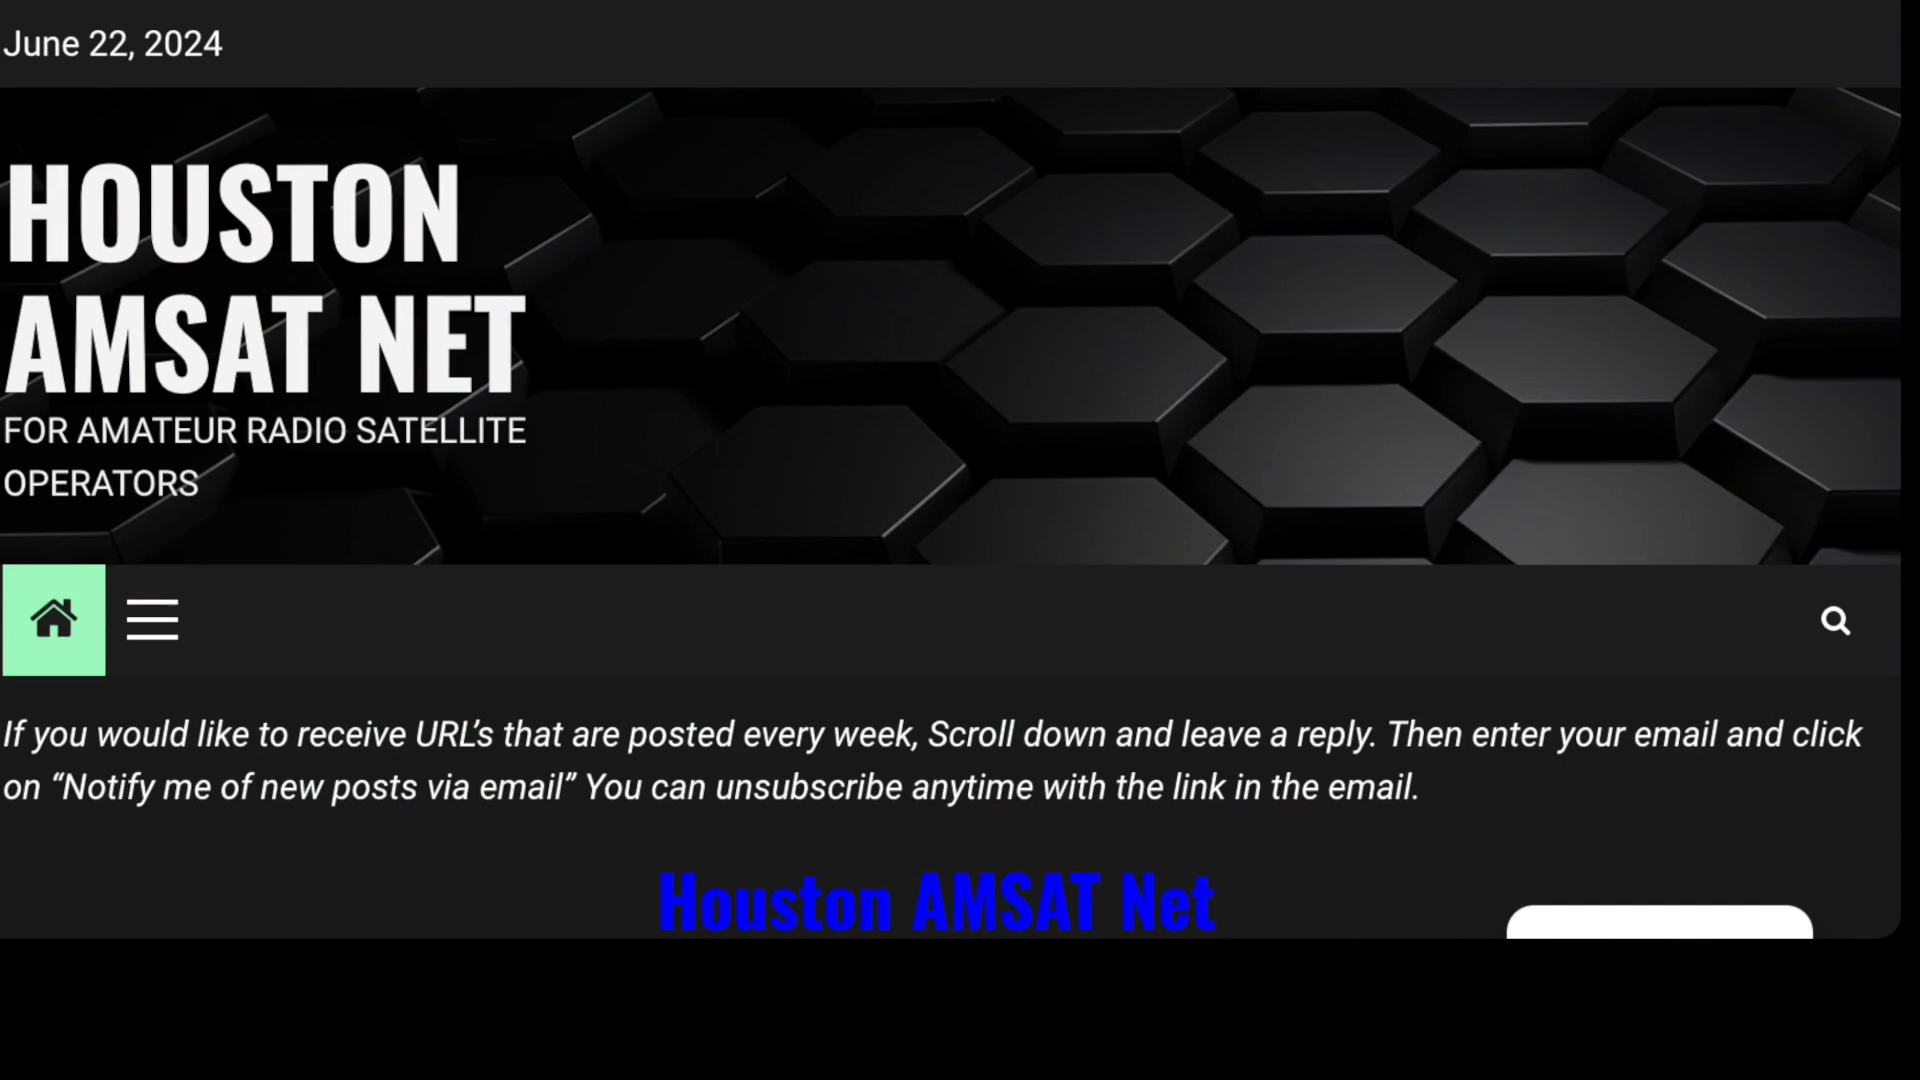 June 22, 2024
HOUSTON
AMSAT NET
FOR AMATEUR RADIO SATELLITE
OPERATORS
If you would like to receive URL’s that are posted every week, Scroll down and leave a reply. Then enter your email and click
on “Notify me of new posts via email” You can unsubscribe anytime with the link in the email.
Houston AMSAT Net